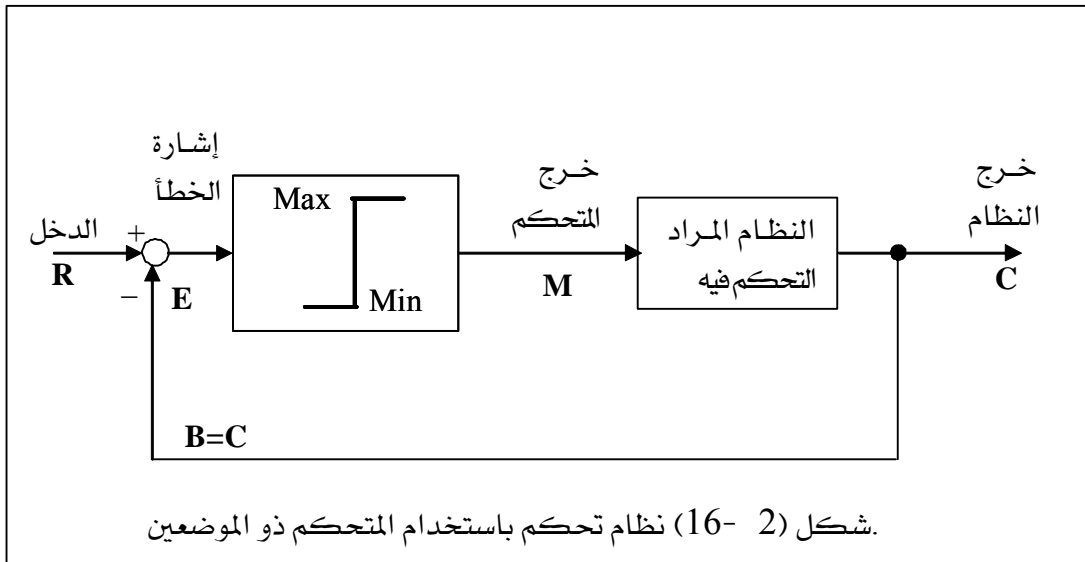 إشارة
الخطأ
Max
Min
خرج
المتحكم
النظام المراد
التحكم فيه
خرج
النظام
الدخل
+
R
−
E
M
C
B=C
شكل (2 -16) نظام تحكم باستخدام المتحكم ذو الموضعين.